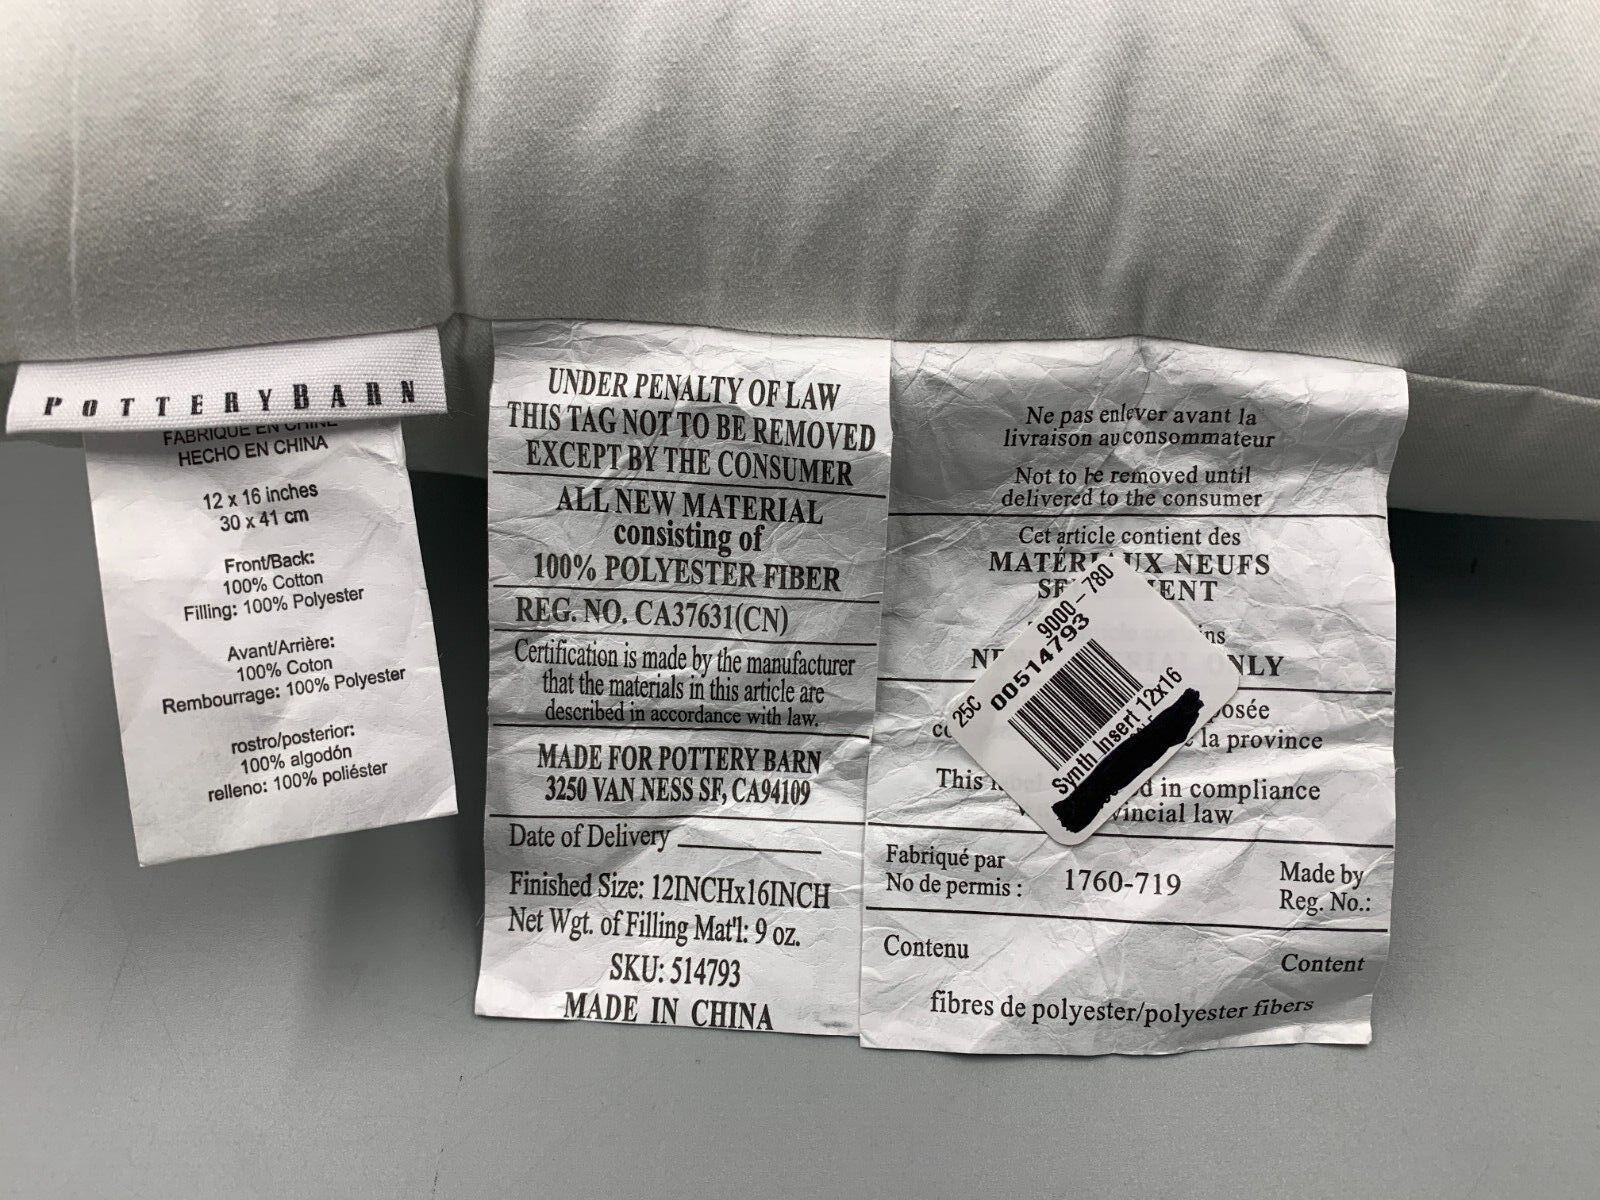 POTTERY BARN
FABRIQUÉ EN CHINE
HECHO EN CHINA
12 x 16 inches
30 x 41 cm
Front/Back:
100% Cotton
Filling: 100% Polyester
Avant/Arrière:
100% Coton
Rembourrage: 100% Polyester
rostro/posterior:
100% algodón
relleno: 100% poliéster
UNDER PENALTY OF LAW
THIS TAG NOT TO BE REMOVED
EXCEPT BY THE CONSUMER
ALL NEW MATERIAL
consisting of
100% POLYESTER FIBER
REG. NO. CA37631(CN)
Certification is made by the manufacturer
that the materials in this article are
described in accordance with law.
MADE FOR POTTERY BARN
3250 VAN NESS SF, CA94109
Date of Delivery
Finished Size: 12INCHx16INCH
Net Wgt. of Filling Mat'l: 9 oz.
SKU: 514793
MADE IN CHINA
Ne pas enlever avant la
livraison au consommateur
Not to be removed until
delivered to the consumer
Cet article contient des
MATÉRIAUX NEUFS
la province
This
in compliance
law
Fabriqué par
No de permis : 1760-719
Made by
Reg. No.:
Contenu
Content
fibres de polyester/polyester fibers
9000-780
25C 00514793
Synth Insert 12x16